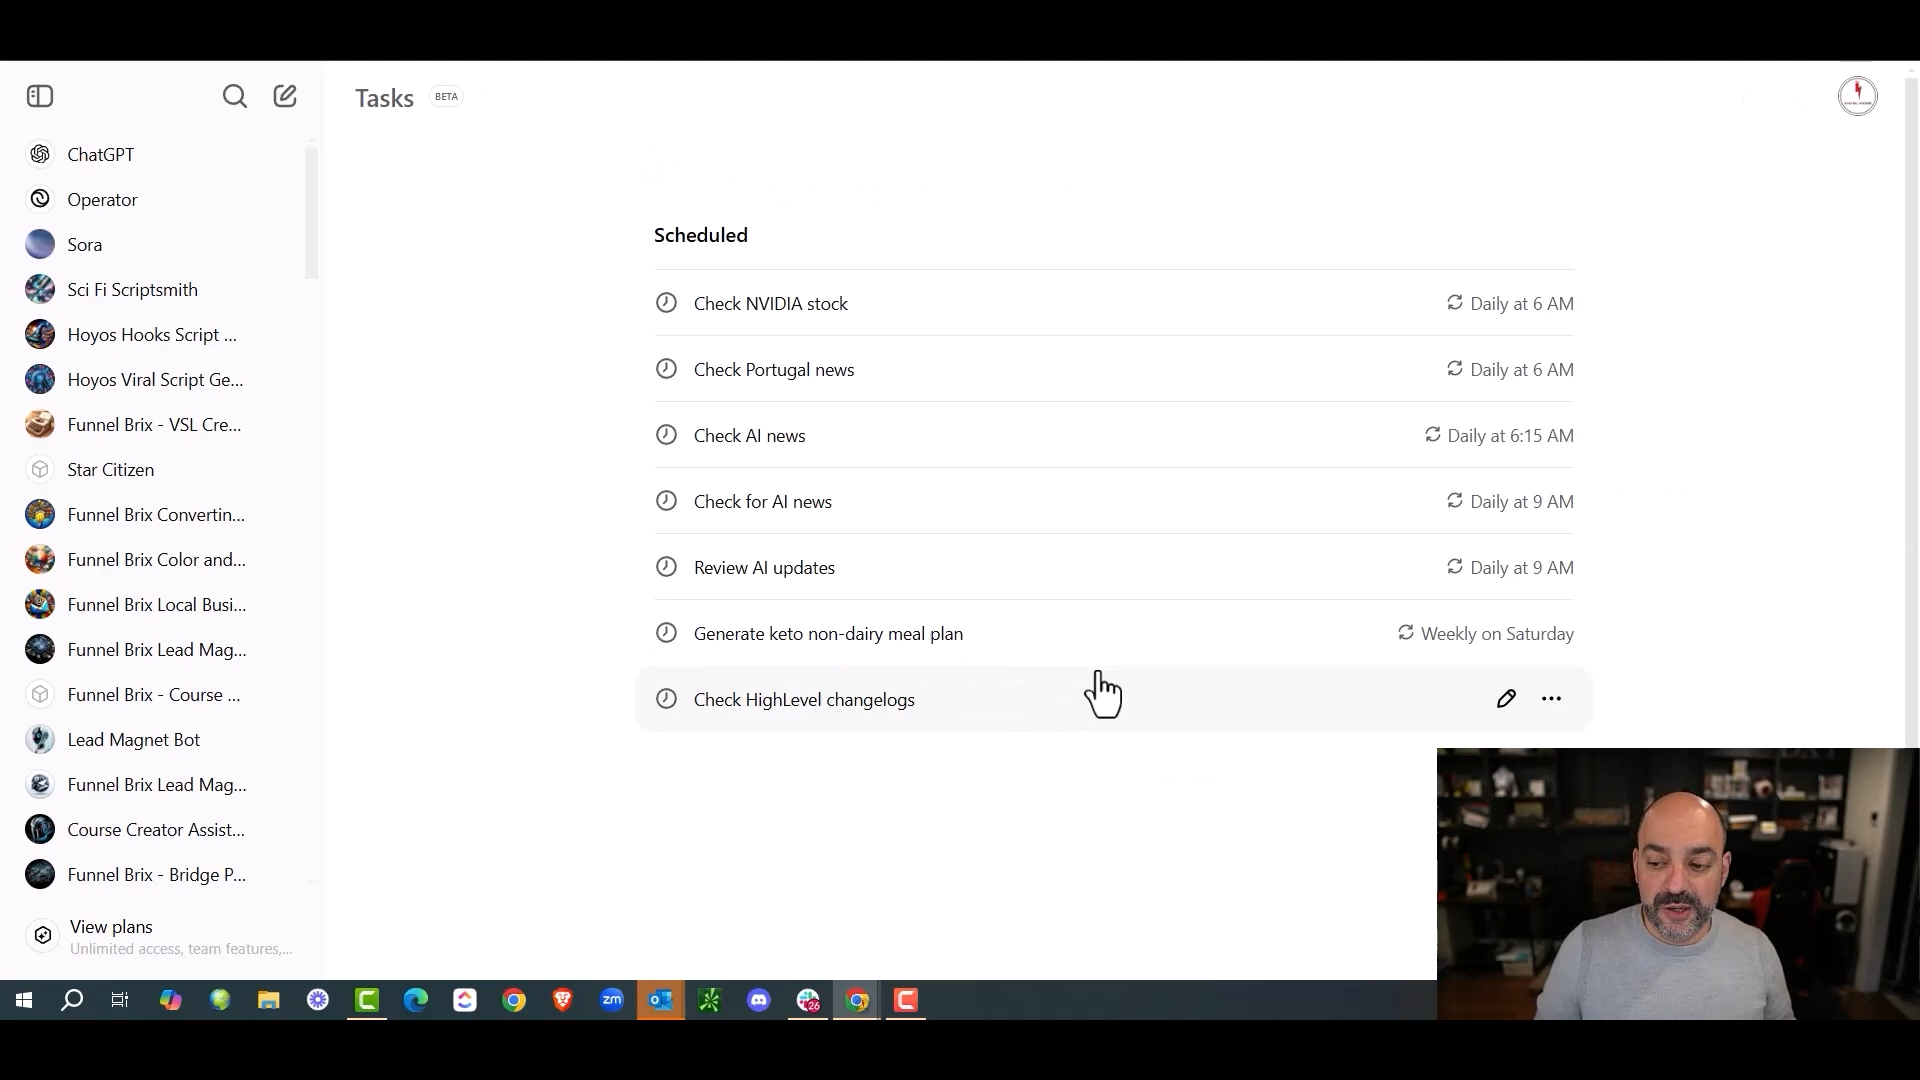 Tasks BETA
ChatGPT
Operator
Sora
Sci Fi Scriptsmith
Hoyos Hooks Script ...
Hoyos Viral Script Ge...
Funnel Brix - VSL Cre...
Star Citizen
Funnel Brix Convertin...
Funnel Brix Color and...
Funnel Brix Local Busi...
Funnel Brix Lead Mag...
Funnel Brix - Course ...
Lead Magnet Bot
Funnel Brix Lead Mag...
Course Creator Assist...
Funnel Brix - Bridge P...
View plans
Unlimited access, team features,...
Scheduled
Check NVIDIA stock Daily at 6 AM
Check Portugal news Daily at 6 AM
Check AI news Daily at 6:15 AM
Check for AI news Daily at 9 AM
Review AI updates Daily at 9 AM
Generate keto non-dairy meal plan Weekly on Saturday
Check HighLevel changelogs
zm
26